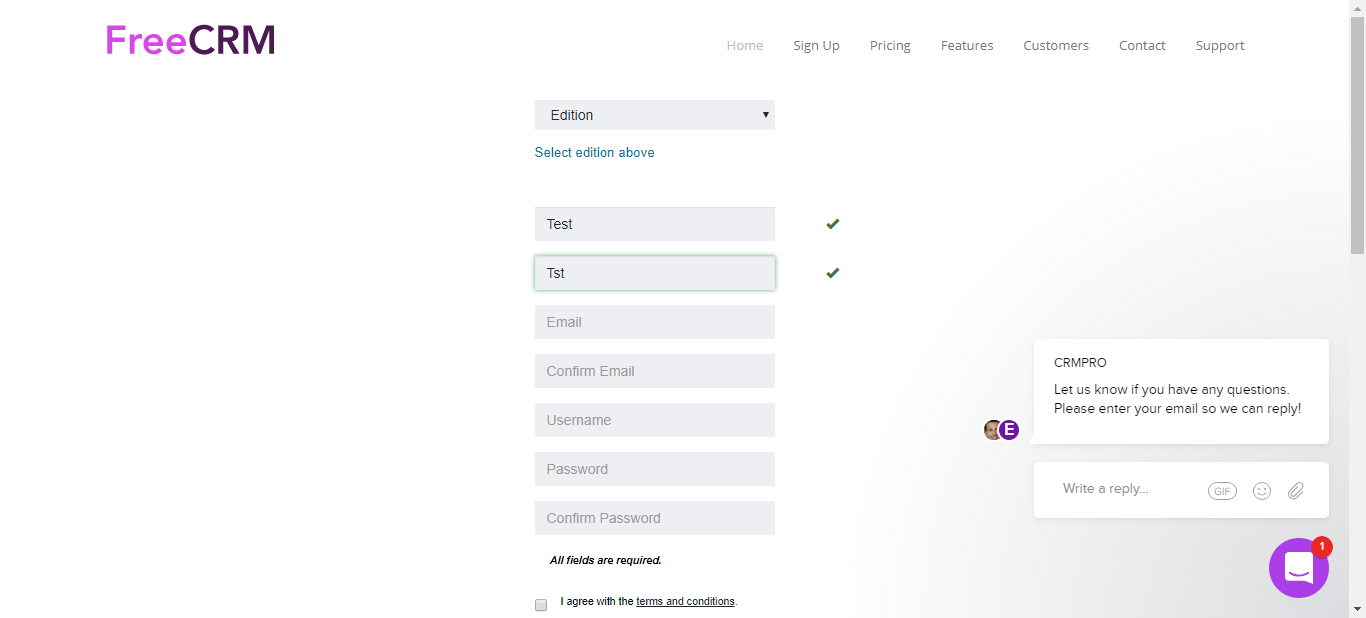 FreeCRM
Home Sign Up Pricing Features Customers Contact Support
Edition
Select edition above
Test
Tst
Email
Confirm Email
Username
Password
Confirm Password
All fields are required.
I agree with the terms and conditions.
CRMPRO
Let us know if you have any questions.
Please enter your email so we can reply!
E
Write a reply...
GIF
1